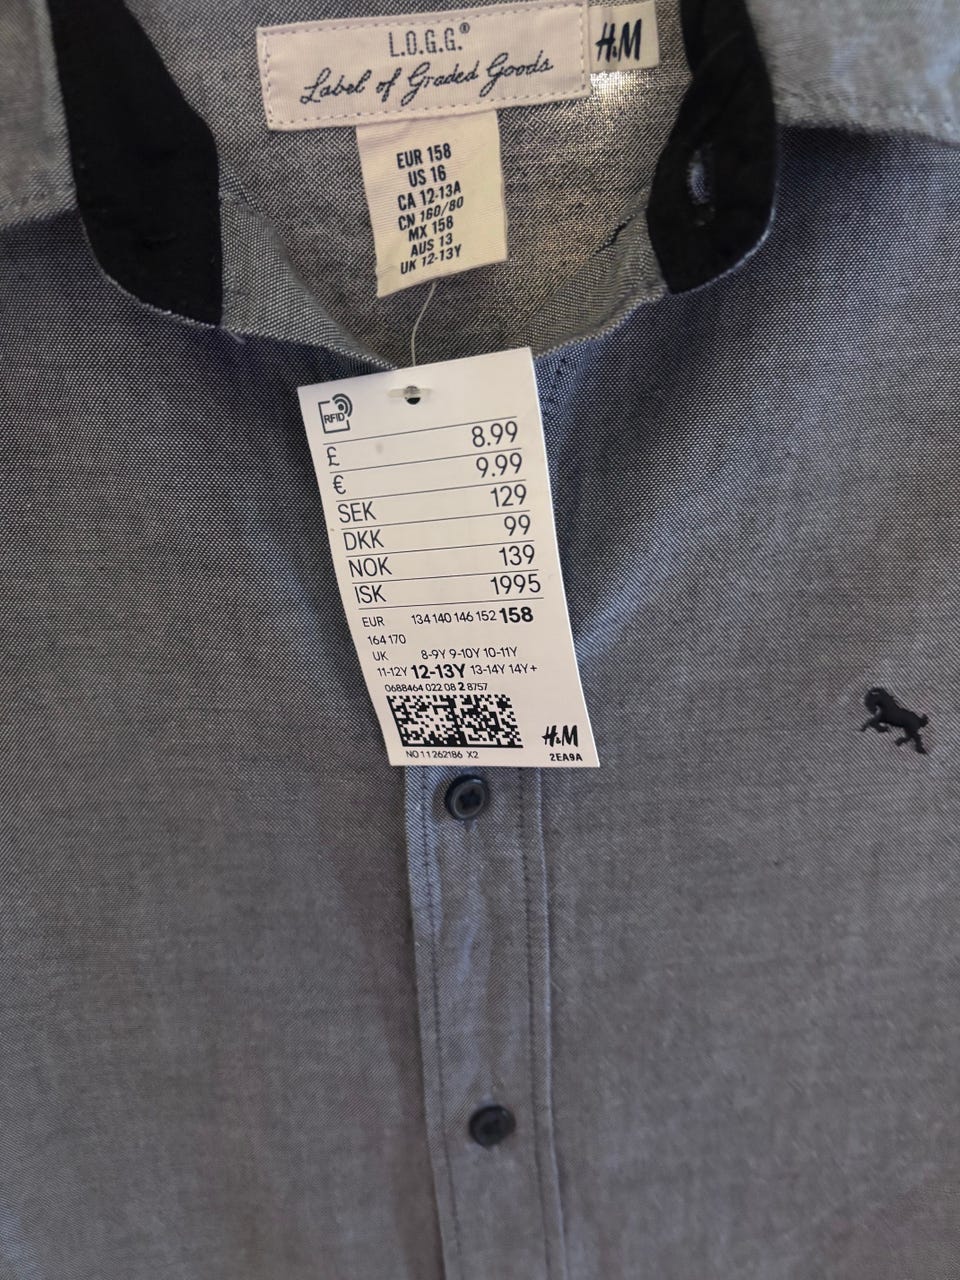 L.O.G.G.®
Label of Graded Goods
H&M
EUR 158
US 16
CA 12-13A
CN 160/80
MX 158
AUS 13
UK 12-13Y
RFID
£ 8.99
€ 9.99
SEK 129
DKK 99
NOK 139
ISK 1995
EUR 134 140 146 152 158
164 170
UK 8-9Y 9-10Y 10-11Y
11-12Y 12-13Y 13-14Y 14Y+
0688464 022 08 2 8757
H&M
NO 11 262186 X2
2EA9A